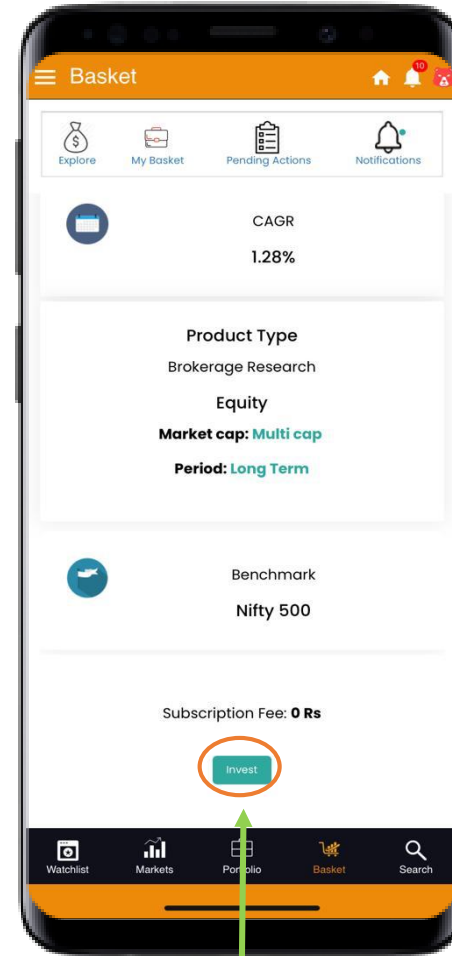 Basket
10
Explore
My Basket
Pending Actions
Notifications
CAGR
1.28%
Product Type
Brokerage Research
Equity
Market cap: Multi cap
Period: Long Term
Benchmark
Nifty 500
Subscription Fee: 0 Rs
Invest
Watchlist
Markets
Portfolio
Basket
Search